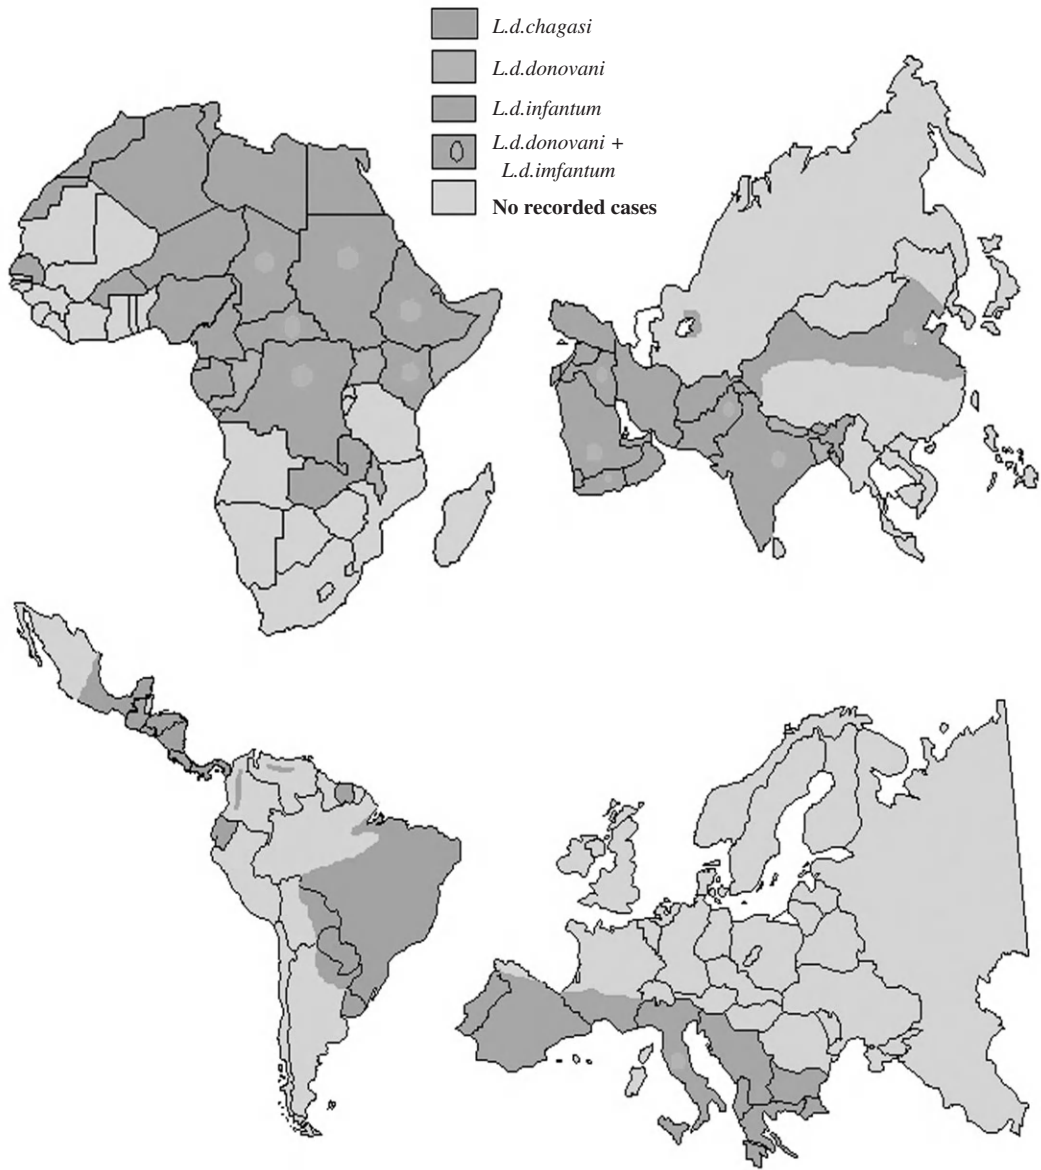 L.d.chagasi
L.d.donovani
L.d.infantum
L.d.donovani +
L.d.imfantum
No recorded cases